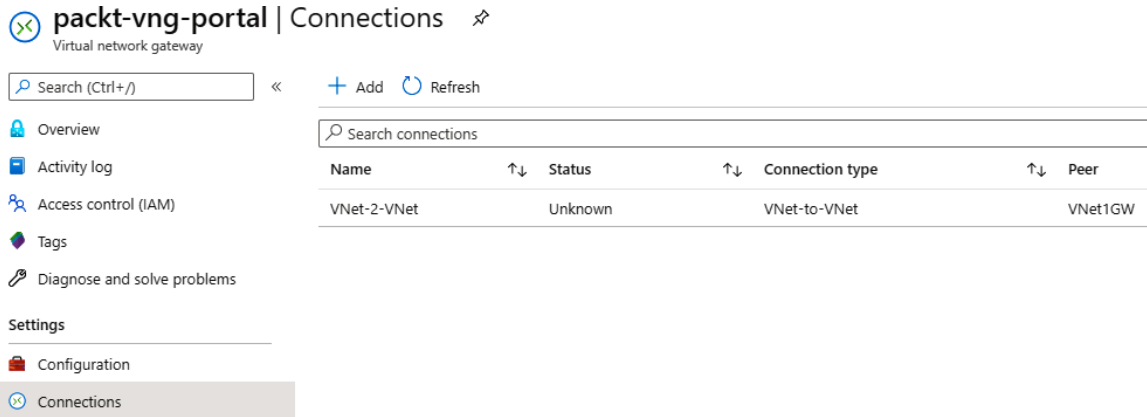 packt-vng-portal | Connections
Virtual network gateway
Search (Ctrl+/)
Overview
Activity log
Access control (IAM)
Tags
Diagnose and solve problems
Settings
Configuration
Connections
Add Refresh
Search connections
Name Status Connection type Peer
VNet-2-VNet Unknown VNet-to-VNet VNet1GW